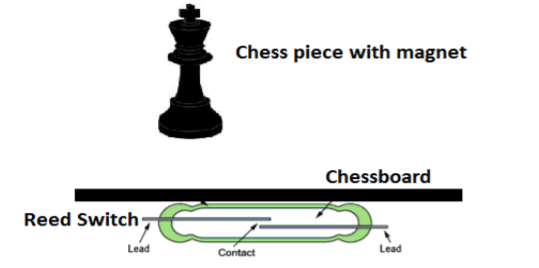 Chess piece with magnet
Chessboard
Reed Switch
Lead
Contact
Lead